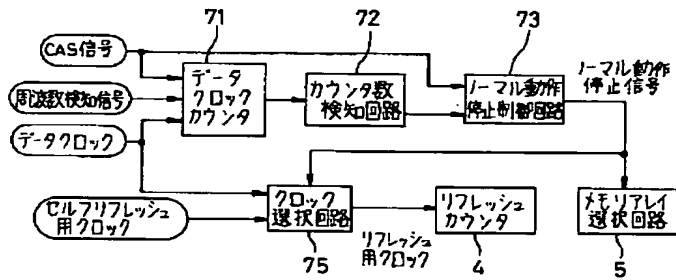 71
72
73
CAS信号
周波数検知信号
データクロック
データ
クロック
カウンタ
カウンタ数
検知回路
ノーマル動作
停止制御回路
ノーマル動作
停止信号
セルフリフレッシュ
用クロック
クロック
選択回路
75
リフレッシュ
用クロック
リフレッシュ
カウンタ
4
メモリアレイ
選択回路
5